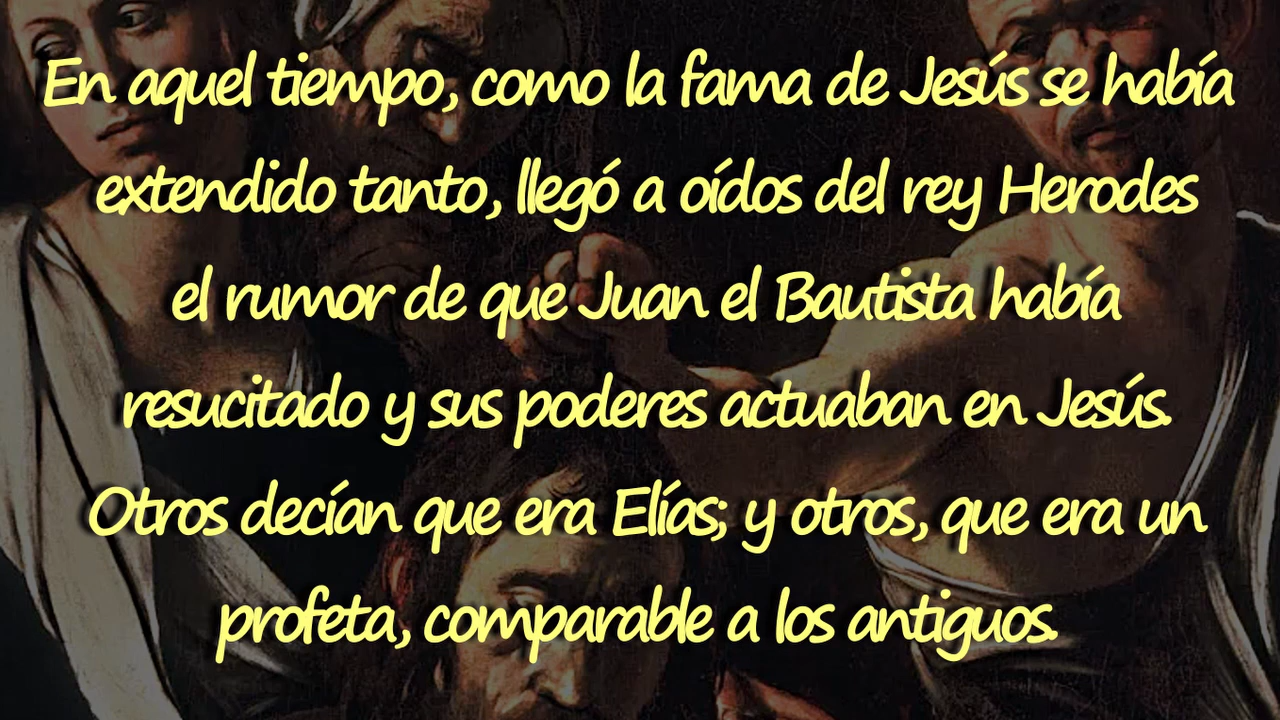 En aquel tiempo, como la fama de Jesús se había
extendido tanto, llegó a oídos del rey Herodes
el rumor de que Juan el Bautista había
resucitado y sus poderes actuaban en Jesús.
Otros decían que era Elías; y otros, que era un
profeta, comparable a los antiguos.